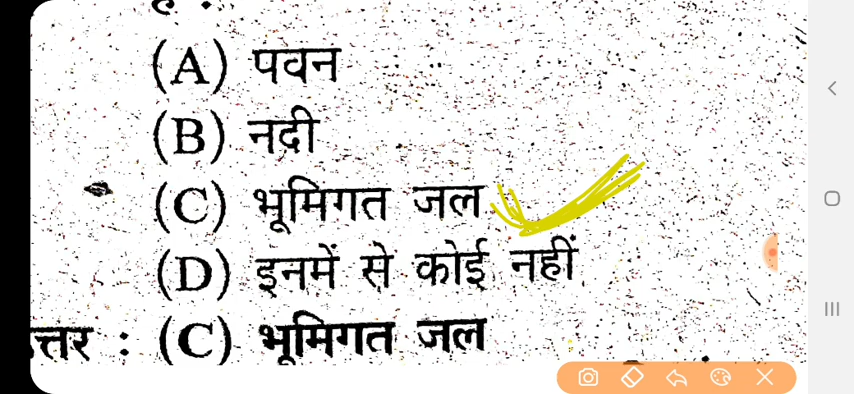 (A) पवन
(B) नदी
(C) भूमिगत जल
(D) इनमें से कोई नहीं
त्तर : (C) भूमिगत जल